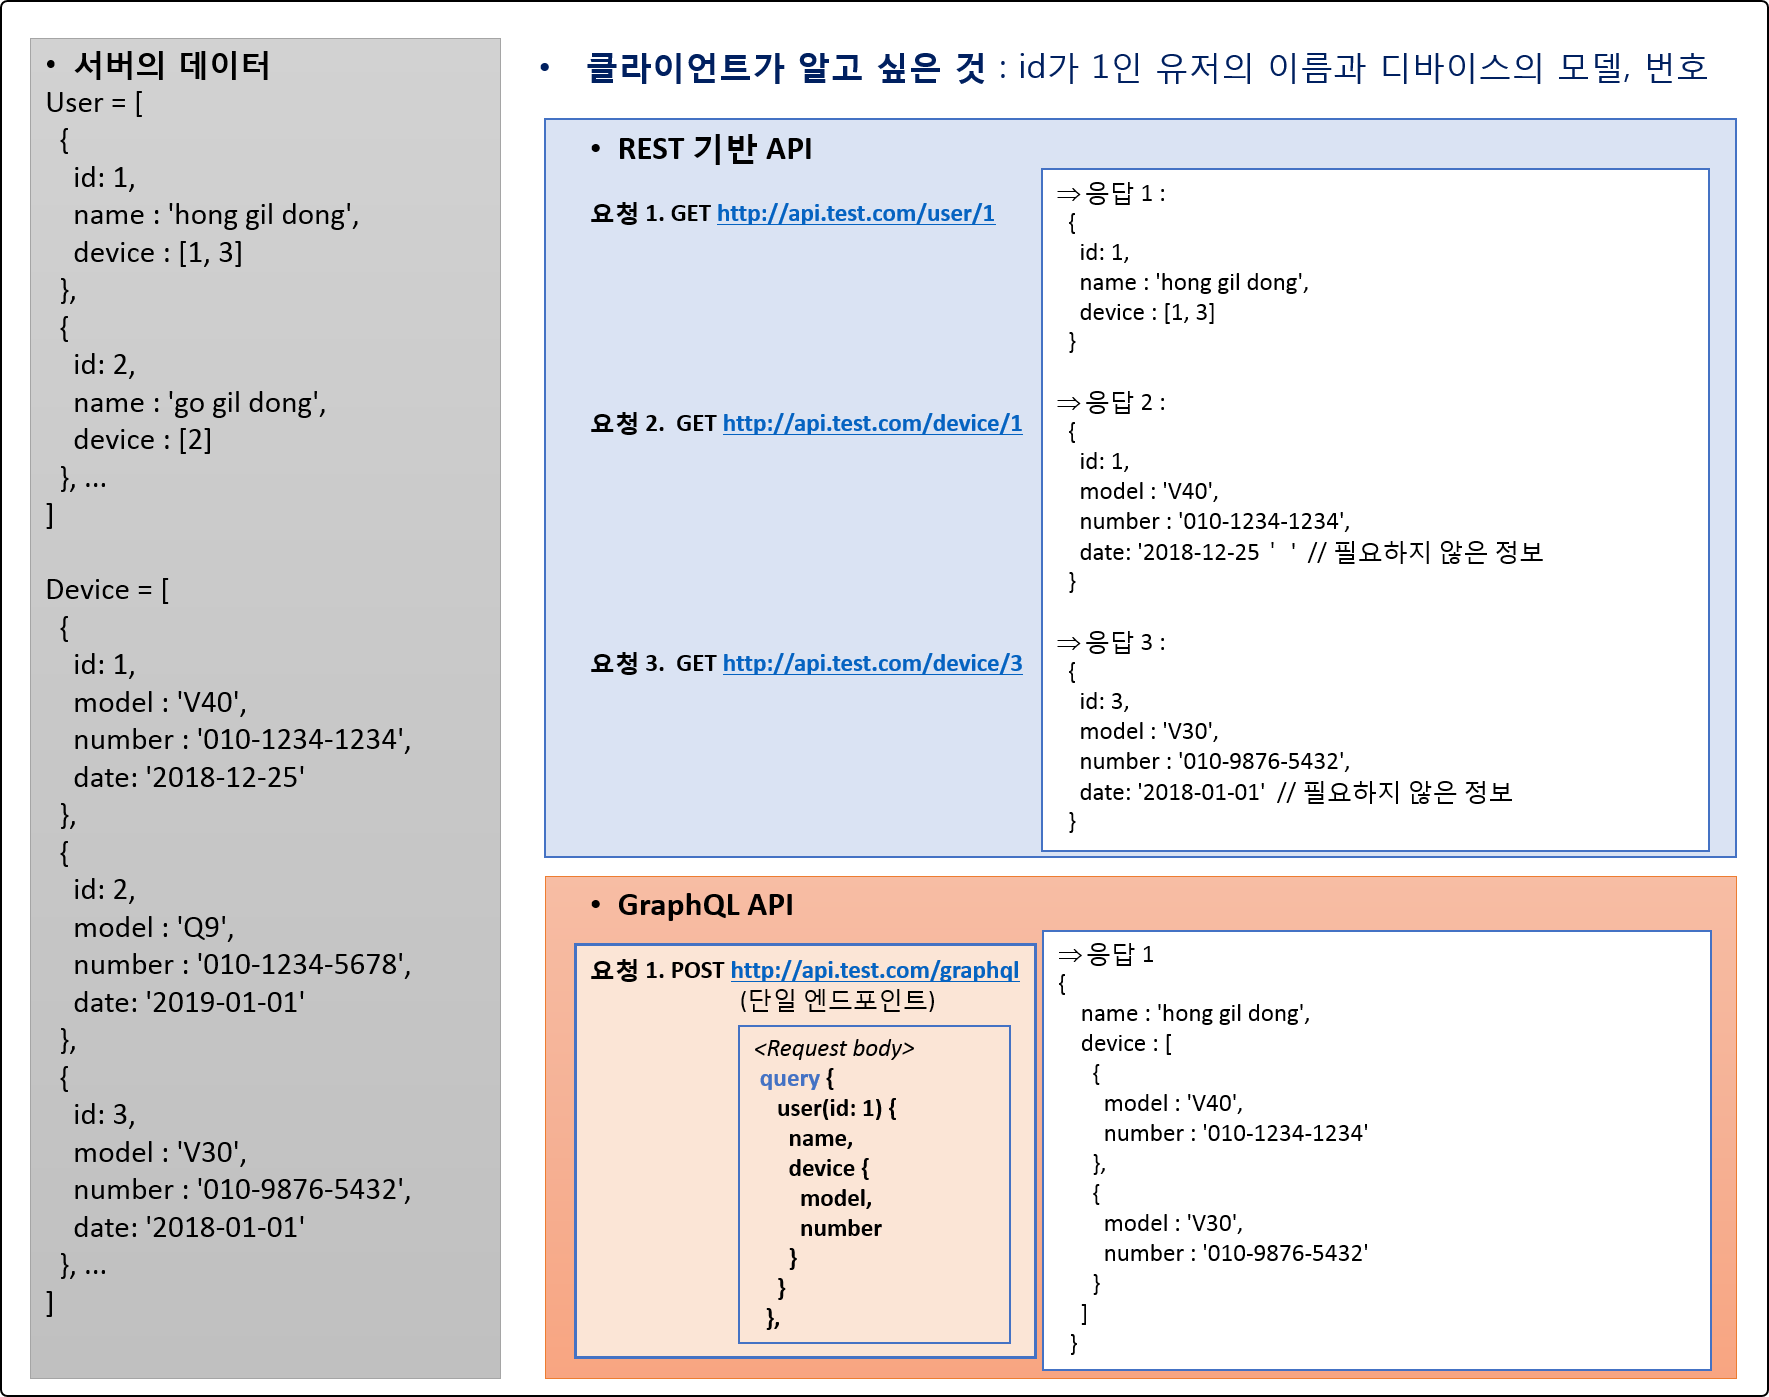 • 서버의 데이터
User = [
{
id: 1,
name : 'hong gil dong',
device : [1, 3]
},
{
id: 2,
name : 'go gil dong',
device : [2]
}, ...
]
Device = [
{
id: 1,
model : 'V40',
number : '010-1234-1234',
date: '2018-12-25'
},
{
id: 2,
model : 'Q9',
number : '010-1234-5678',
date: '2019-01-01'
},
{
id: 3,
model : 'V30',
number : '010-9876-5432',
date: '2018-01-01'
}, ...
]
• 클라이언트가 알고 싶은 것 : id가 1인 유저의 이름과 디바이스의 모델, 번호
• REST 기반 API
요청 1. GET http://api.test.com/user/1
⇒ 응답 1 :
{
id: 1,
name : 'hong gil dong',
device : [1, 3]
}
요청 2. GET http://api.test.com/device/1
⇒ 응답 2 :
{
id: 1,
model : 'V40',
number : '010-1234-1234',
date: '2018-12-25 ' ' // 필요하지 않은 정보
}
요청 3. GET http://api.test.com/device/3
⇒ 응답 3 :
{
id: 3,
model : 'V30',
number : '010-9876-5432',
date: '2018-01-01' // 필요하지 않은 정보
}
• GraphQL API
요청 1. POST http://api.test.com/graphql
(단일 엔드포인트)
<Request body>
query {
user(id: 1) {
name,
device {
model,
number
}
}
},
⇒ 응답 1
{
name : 'hong gil dong',
device : [
{
model : 'V40',
number : '010-1234-1234'
},
{
model : 'V30',
number : '010-9876-5432'
}
]
}